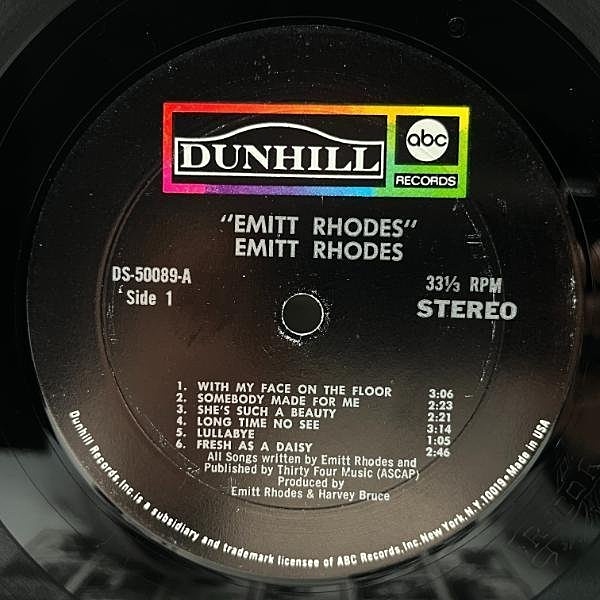 DUNHILL
abc
RECORDS
"EMITT RHODES"
EMITT RHODES
DS-50089-A
Side 1
33⅓ RPM
STEREO
1. WITH MY FACE ON THE FLOOR 3:06
2. SOMEBODY MADE FOR ME 2:23
3. SHE'S SUCH A BEAUTY 2:21
4. LONG TIME NO SEE 3:14
5. LULLABYE 1:05
6. FRESH AS A DAISY 2:46
All Songs written by Emitt Rhodes and
Published by Thirty Four Music (ASCAP)
Produced by
Emitt Rhodes & Harvey Bruce
Dunhill Records, Inc. is a subsidiary and trademark licensee of ABC Records, Inc. New York, N.Y. 10019 • Made in USA